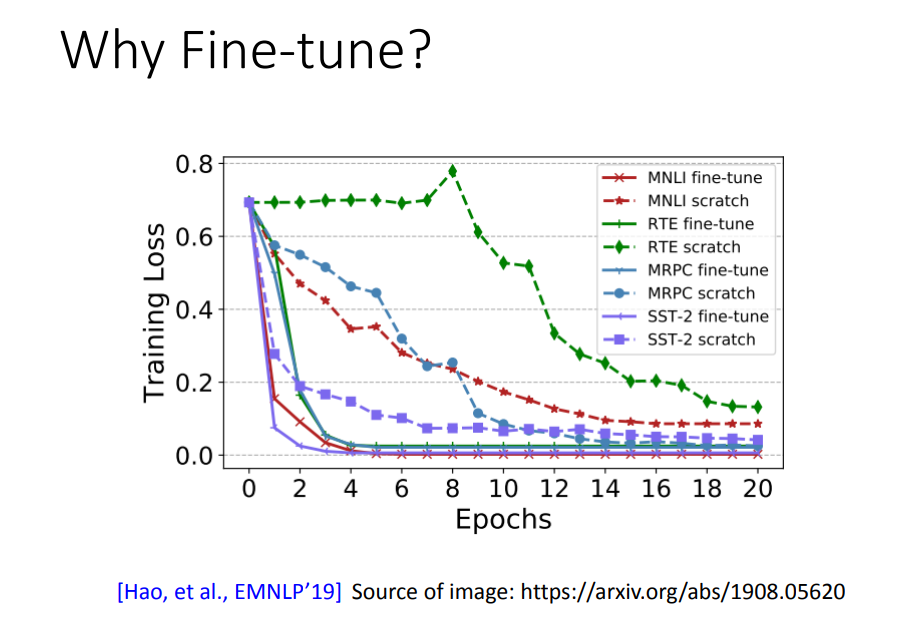 Why Fine-tune?
0.8
0.6
0.4
0.2
0.0
Training Loss
MNLI fine-tune
MNLI scratch
RTE fine-tune
RTE scratch
MRPC fine-tune
MRPC scratch
SST-2 fine-tune
SST-2 scratch
0 2 4 6 8 10 12 14 16 18 20
Epochs
[Hao, et al., EMNLP’19] Source of image: https://arxiv.org/abs/1908.05620